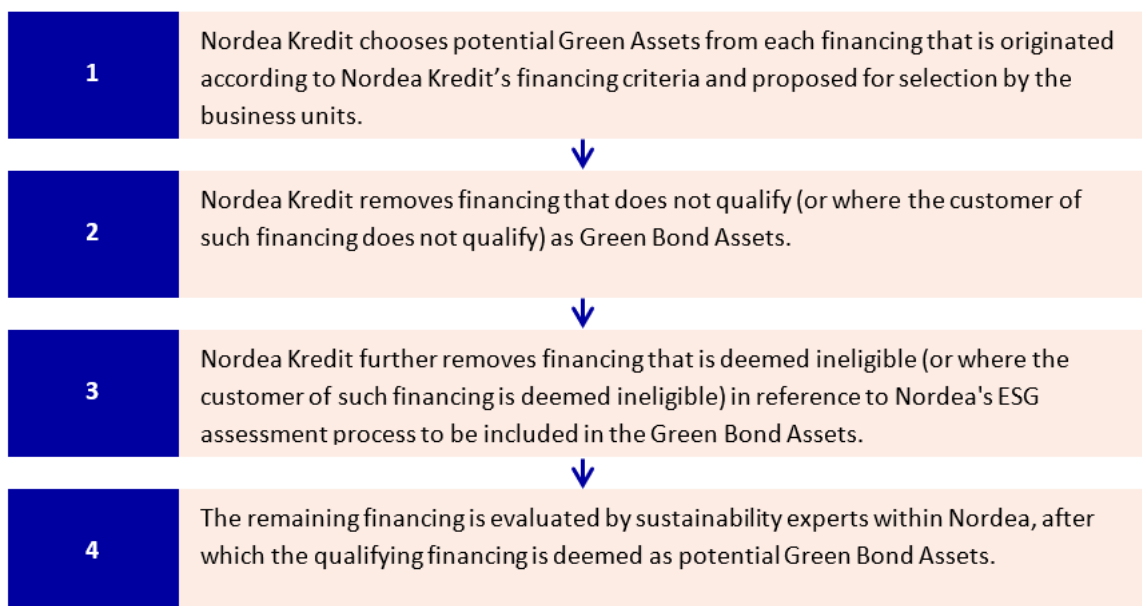 1
Nordea Kredit chooses potential Green Assets from each financing that is originated
according to Nordea Kredit’s financing criteria and proposed for selection by the
business units.
2
Nordea Kredit removes financing that does not qualify (or where the customer of
such financing does not qualify) as Green Bond Assets.
3
Nordea Kredit further removes financing that is deemed ineligible (or where the
customer of such financing is deemed ineligible) in reference to Nordea's ESG
assessment process to be included in the Green Bond Assets.
4
The remaining financing is evaluated by sustainability experts within Nordea, after
which the qualifying financing is deemed as potential Green Bond Assets.